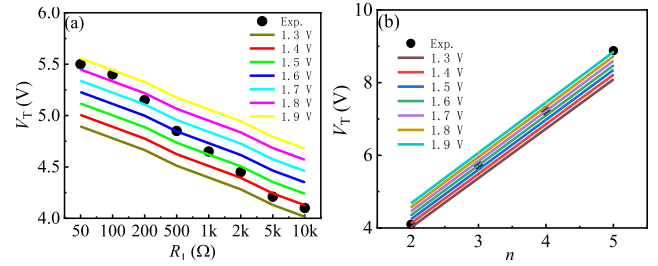 (a)
Exp.
1.3 V
1.4 V
1.5 V
1.6 V
1.7 V
1.8 V
1.9 V
6.0
5.5
5.0
4.5
4.0
V_T (V)
50 100 200 500 1k 2k 5k 10k
R_1 (Ω)
(b)
Exp.
1.3 V
1.4 V
1.5 V
1.6 V
1.7 V
1.8 V
1.9 V
10
8
6
4
V_T (V)
2 3 4 5
n